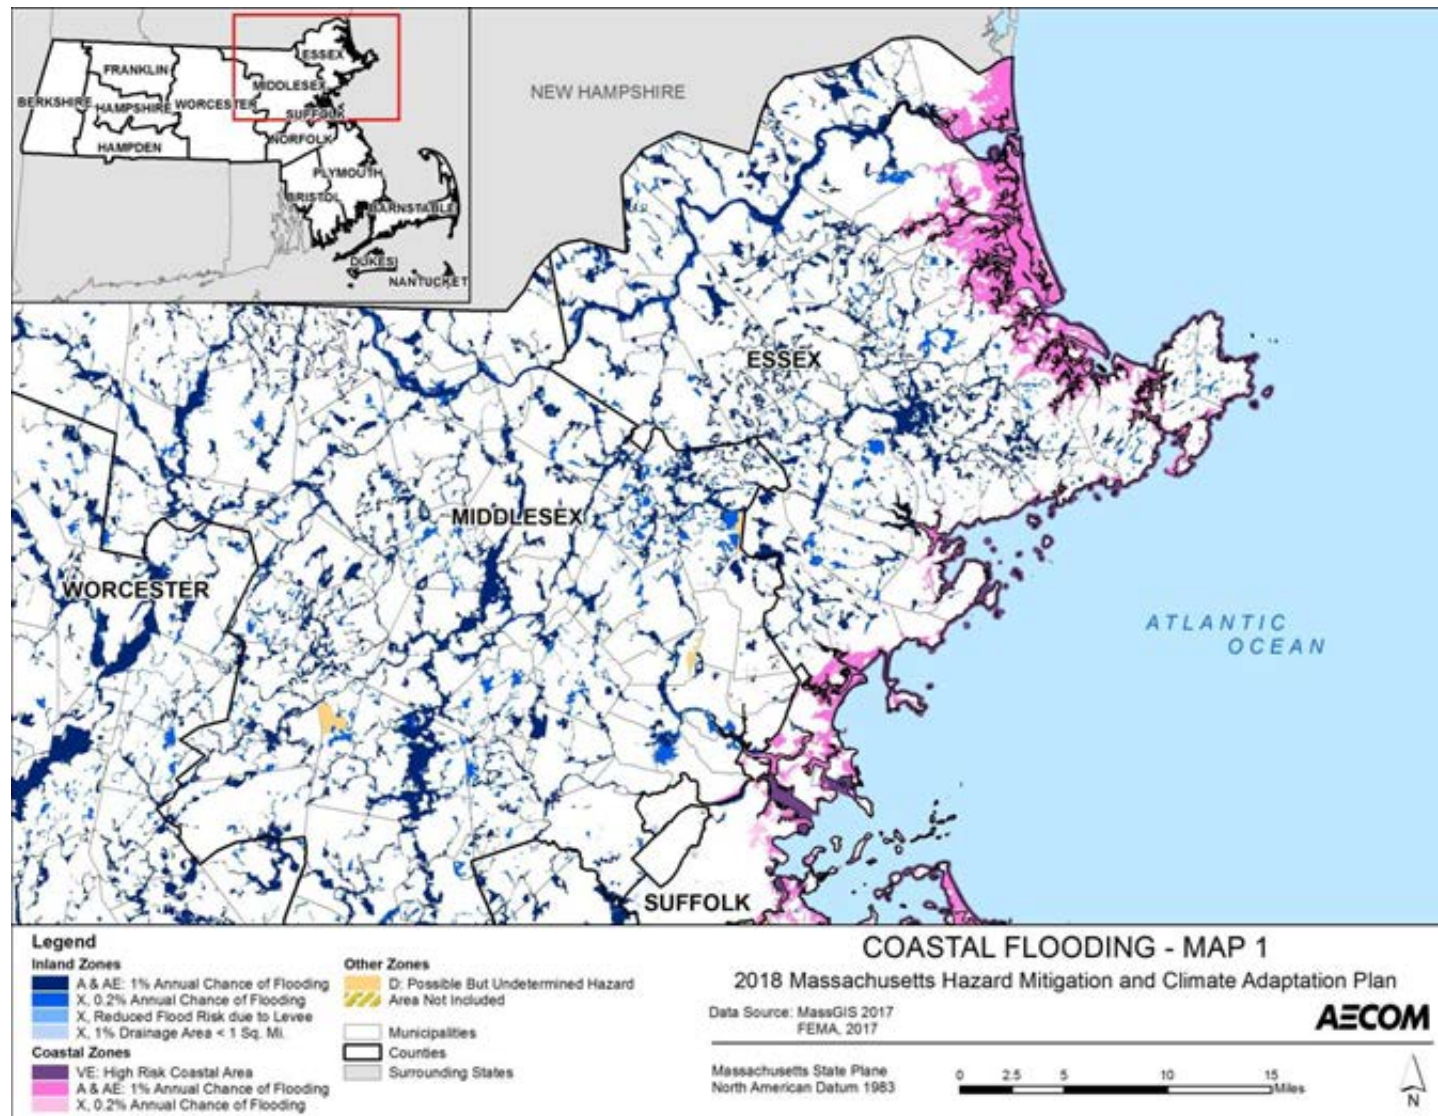 ESSEX
FRANKLIN
MIDDLESEX
BERKSHIRE
HAMPSHIRE
WORCESTER
SUFFOLK
NORFOLK
HAMPDEN
PLYMOUTH
BRISTOL
BARNSTABLE
DUKES
NANTUCKET
NEW HAMPSHIRE
ESSEX
MIDDLESEX
WORCESTER
ATLANTIC
OCEAN
SUFFOLK
Legend
Inland Zones
A & AE: 1% Annual Chance of Flooding
X, 0.2% Annual Chance of Flooding
X, Reduced Flood Risk due to Levee
X, 1% Drainage Area < 1 Sq. Mi.
Coastal Zones
VE: High Risk Coastal Area
A & AE: 1% Annual Chance of Flooding
X, 0.2% Annual Chance of Flooding
Other Zones
D: Possible But Undetermined Hazard
Area Not Included
Municipalities
Counties
Surrounding States
COASTAL FLOODING - MAP 1
2018 Massachusetts Hazard Mitigation and Climate Adaptation Plan
Data Source: MassGIS 2017
FEMA, 2017
AECOM
Massachusetts State Plane
North American Datum 1983
0 2.5 5 10 15
Miles
N